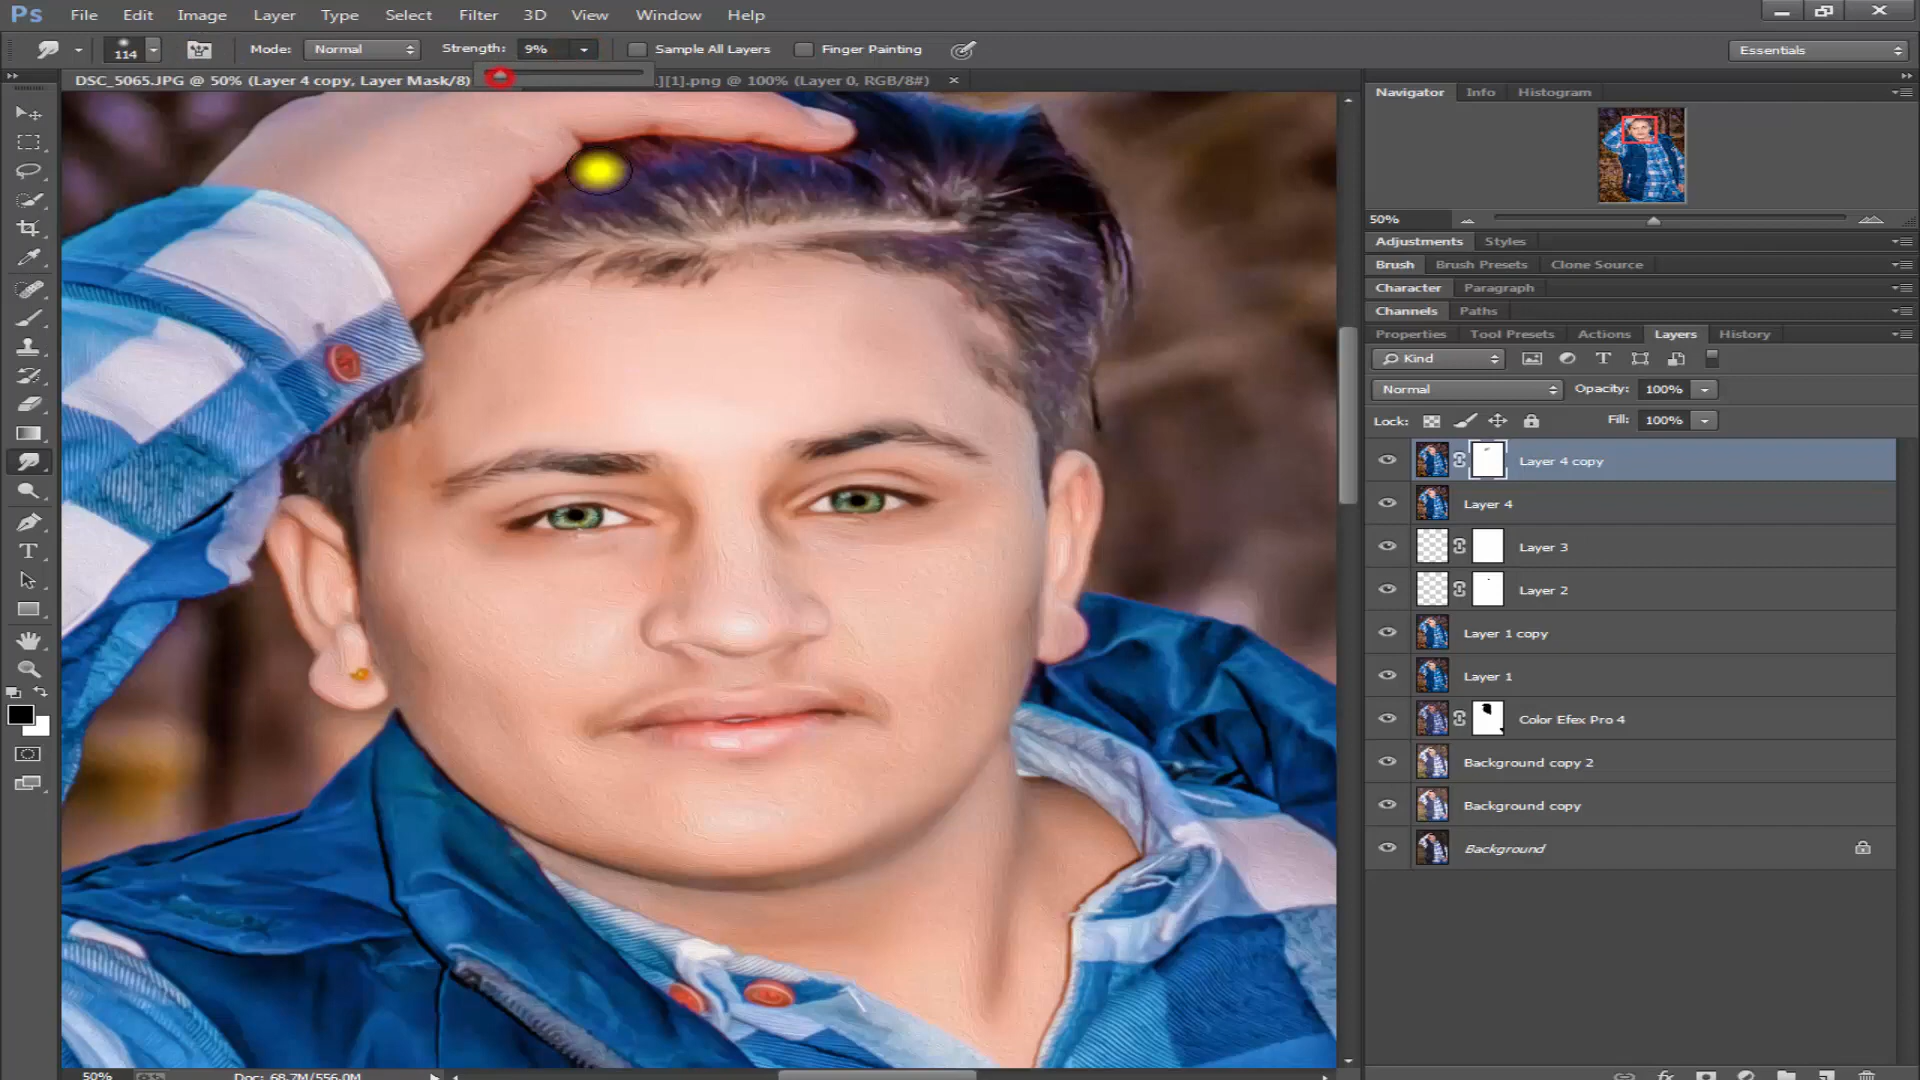 Ps File Edit Image Layer Type Select Filter 3D View Window Help
114 Mode: Normal Strength: 9% Sample All Layers Finger Painting Essentials
DSC_5065.JPG @ 50% (Layer 4 copy, Layer Mask/8) ][1].png @ 100% (Layer 0, RGB/8#) ×
Navigator Info Histogram
50%
Adjustments Styles
Brush Brush Presets Clone Source
Character Paragraph
Channels Paths
Properties Tool Presets Actions Layers History
Kind
Normal Opacity: 100%
Lock: Fill: 100%
Layer 4 copy
Layer 4
Layer 3
Layer 2
Layer 1 copy
Layer 1
Color Efex Pro 4
Background copy 2
Background copy
Background
50% Doc: 68.7M/556.0M